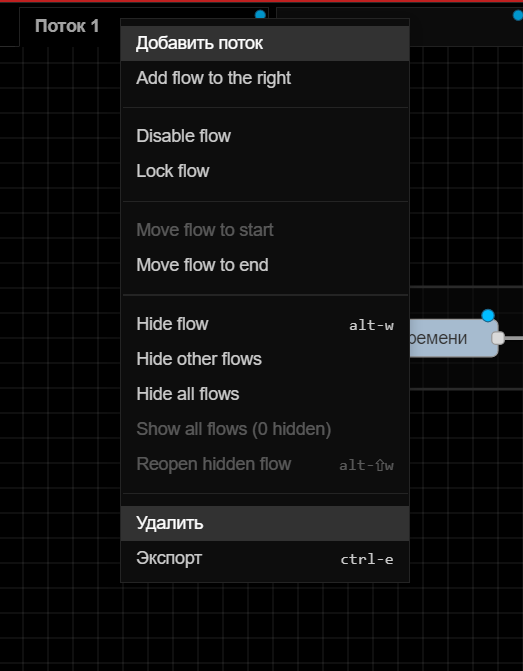 Поток 1
Добавить поток
Add flow to the right
Disable flow
Lock flow
Move flow to start
Move flow to end
Hide flow alt-w
ремени
Hide other flows
Hide all flows
Show all flows (0 hidden)
Reopen hidden flow alt-⇧w
Удалить
Экспорт ctrl-e